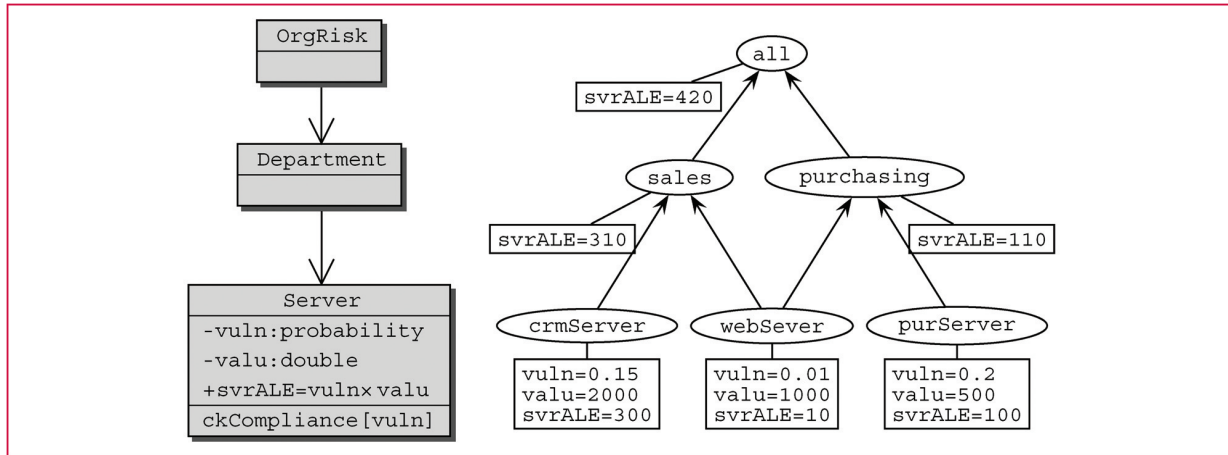 OrgRisk
Department
Server
-vuln:probability
-valu:double
+svrALE=vuln×valu
ckCompliance[vuln]
all
svrALE=420
sales
purchasing
svrALE=310
svrALE=110
crmServer
webSever
purServer
vuln=0.15
valu=2000
svrALE=300
vuln=0.01
valu=1000
svrALE=10
vuln=0.2
valu=500
svrALE=100